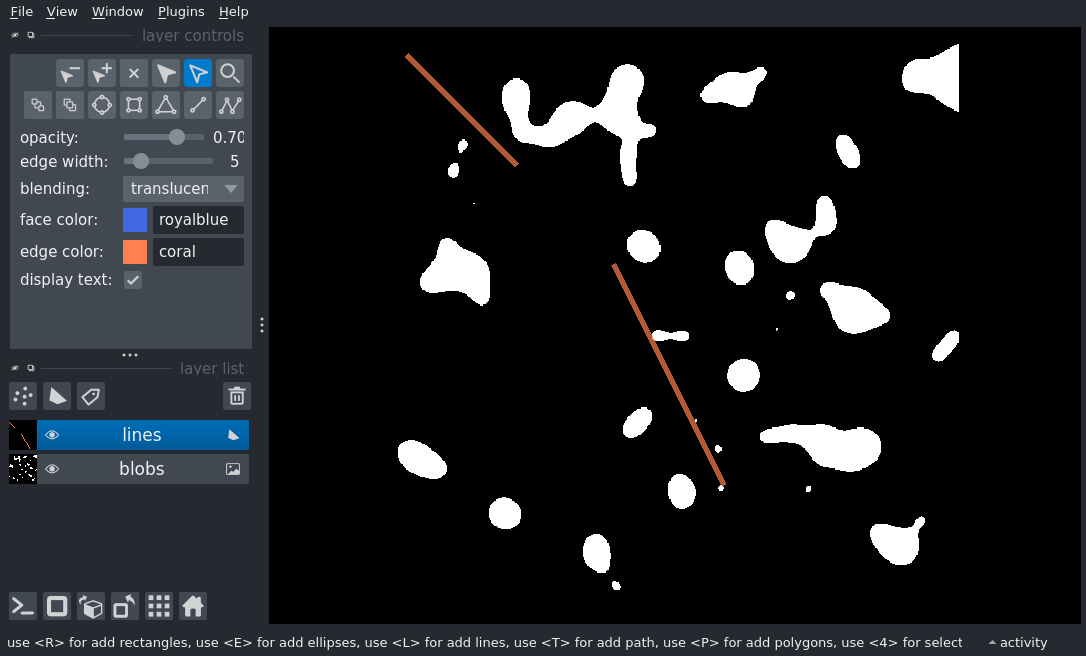 File View Window Plugins Help
layer controls
opacity: 0.70
edge width: 5
blending: translucen
face color: royalblue
edge color: coral
display text:
layer list
lines
blobs
use <R> for add rectangles, use <E> for add ellipses, use <L> for add lines, use <T> for add path, use <P> for add polygons, use <4> for select
activity